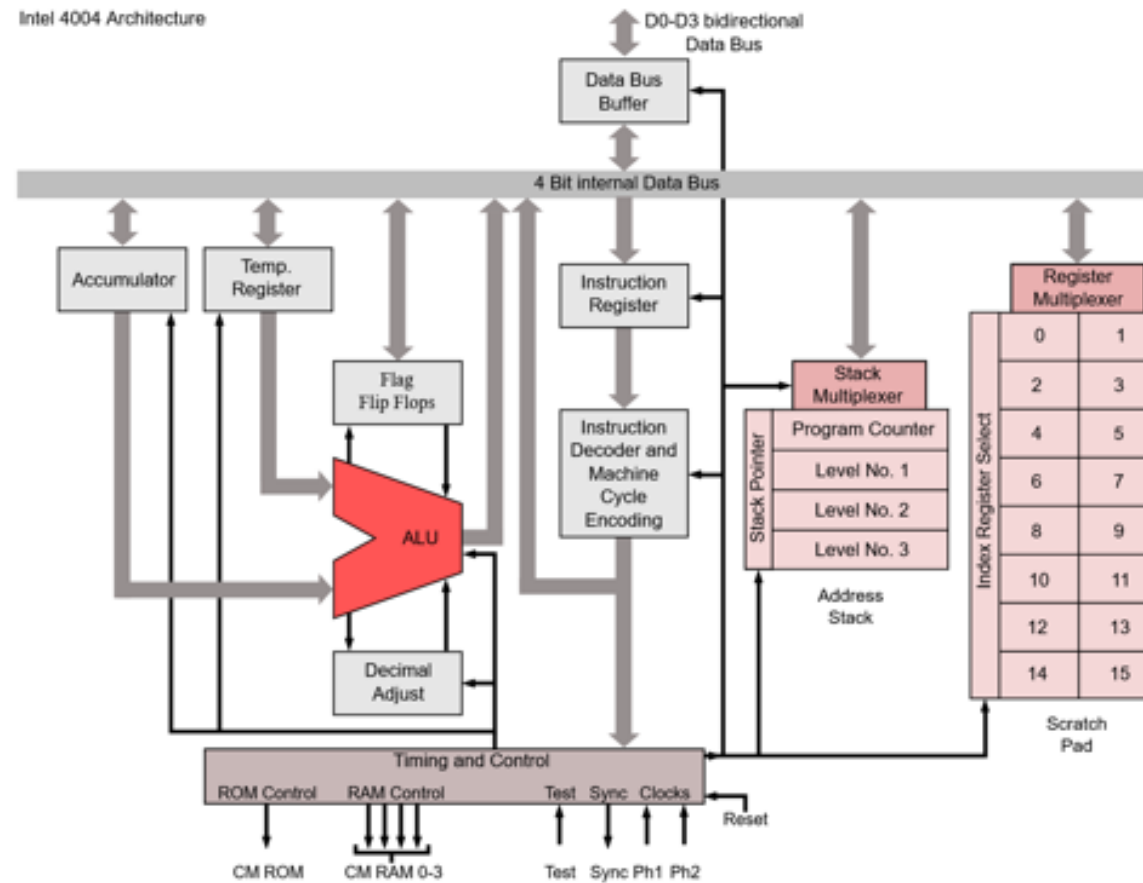 Intel 4004 Architecture
D0-D3 bidirectional
Data Bus
Data Bus
Buffer
4 Bit internal Data Bus
Accumulator
Temp.
Register
Instruction
Register
Register
Multiplexer
Flag
Flip Flops
Stack
Multiplexer
Instruction
Decoder and
Machine
Cycle
Encoding
ALU
Stack Pointer
Program Counter
Level No. 1
Level No. 2
Level No. 3
Address
Stack
Index Register Select
0 1
2 3
4 5
6 7
8 9
10 11
12 13
14 15
Scratch
Pad
Decimal
Adjust
Timing and Control
ROM Control RAM Control Test Sync Clocks
Reset
CM ROM CM RAM 0-3 Test Sync Ph1 Ph2